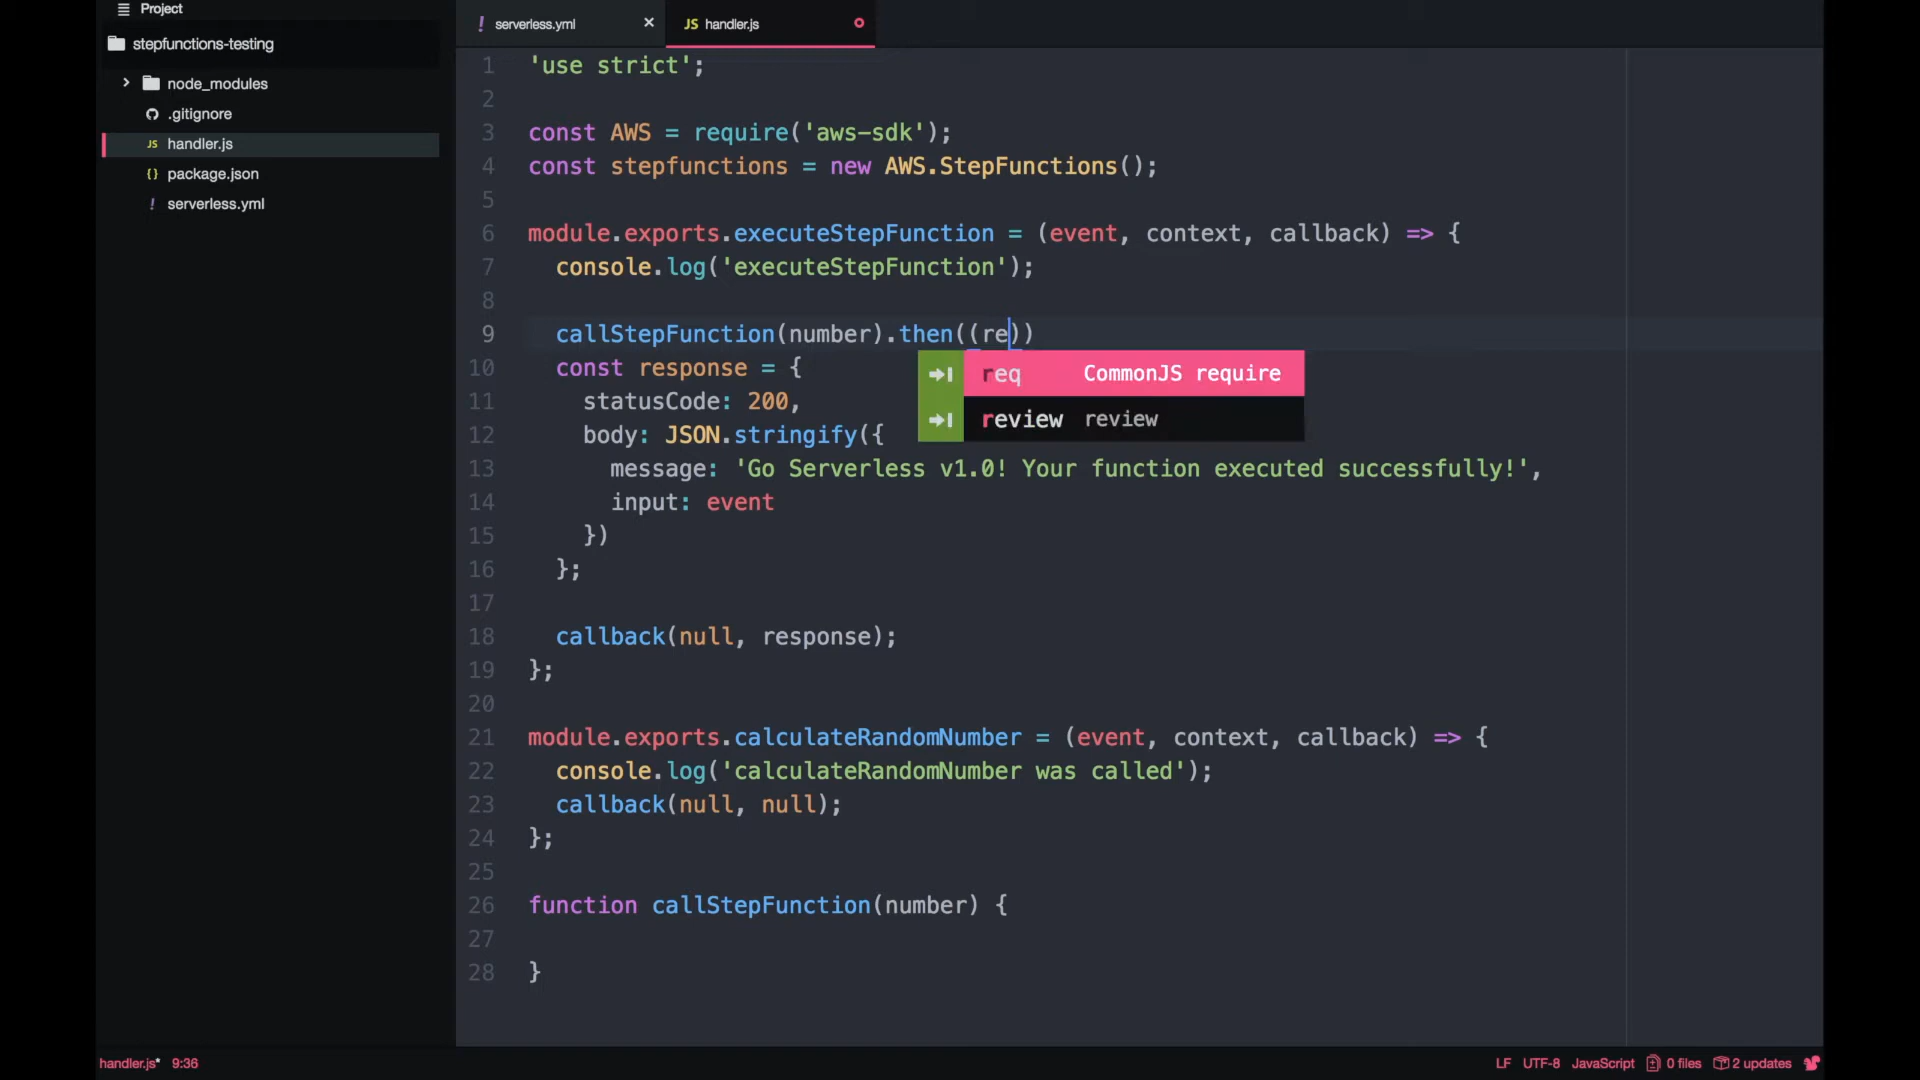 Project
stepfunctions-testing
node_modules
.gitignore
JS handler.js
{} package.json
! serverless.yml
! serverless.yml ×
JS handler.js
1 'use strict';
2
3 const AWS = require('aws-sdk');
4 const stepfunctions = new AWS.StepFunctions();
5
6 module.exports.executeStepFunction = (event, context, callback) => {
7 console.log('executeStepFunction');
8
9 callStepFunction(number).then((re))
req CommonJS require
review review
10 const response = {
11 statusCode: 200,
12 body: JSON.stringify({
13 message: 'Go Serverless v1.0! Your function executed successfully!',
14 input: event
15 })
16 };
17
18 callback(null, response);
19 };
20
21 module.exports.calculateRandomNumber = (event, context, callback) => {
22 console.log('calculateRandomNumber was called');
23 callback(null, null);
24 };
25
26 function callStepFunction(number) {
27
28 }
handler.js* 9:36
LF UTF-8 JavaScript 0 files 2 updates